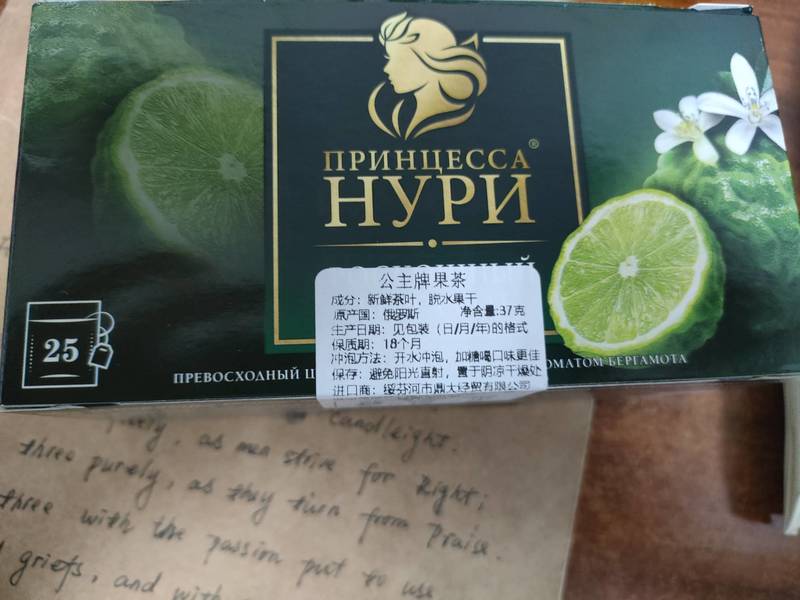 ПРИНЦЕССА®
НУРИ
25
ПРЕВОСХОДНЫЙ
АРОМАТОМ БЕРГАМОТА
公主牌果茶
成分：新鲜茶叶，脱水果干
原产国：俄罗斯 净含量:37克
生产日期：见包装（日/月/年)的格式
保质期：18个月
冲泡方法：开水冲泡，加糖喝口味更佳
保存：避免阳光直射，置于阴凉干燥处
进口商：绥芬河市鼎大经贸有限公司
as men strive for Right;
three purely, as they turn from Praise.
three with the passion put to use
griefs, and with